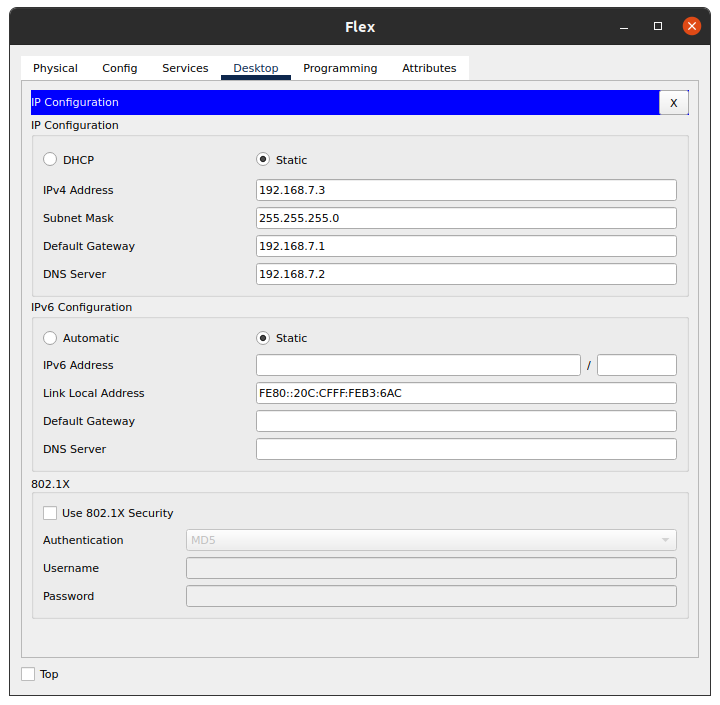 Flex
Physical Config Services Desktop Programming Attributes
IP Configuration X
IP Configuration
DHCP Static
IPv4 Address 192.168.7.3
Subnet Mask 255.255.255.0
Default Gateway 192.168.7.1
DNS Server 192.168.7.2
IPv6 Configuration
Automatic Static
IPv6 Address /
Link Local Address FE80::20C:CFFF:FEB3:6AC
Default Gateway
DNS Server
802.1X
Use 802.1X Security
Authentication MD5
Username
Password
Top